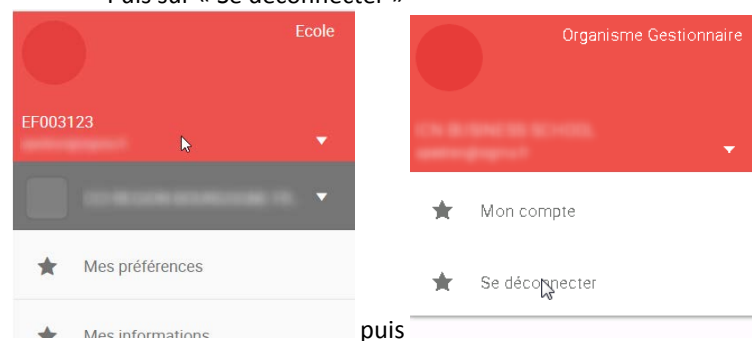 Puis sur « Se déconnecter »
Ecole
EF003123
Mes préférences
Mes informations
puis
Organisme Gestionnaire
Mon compte
Se déconnecter